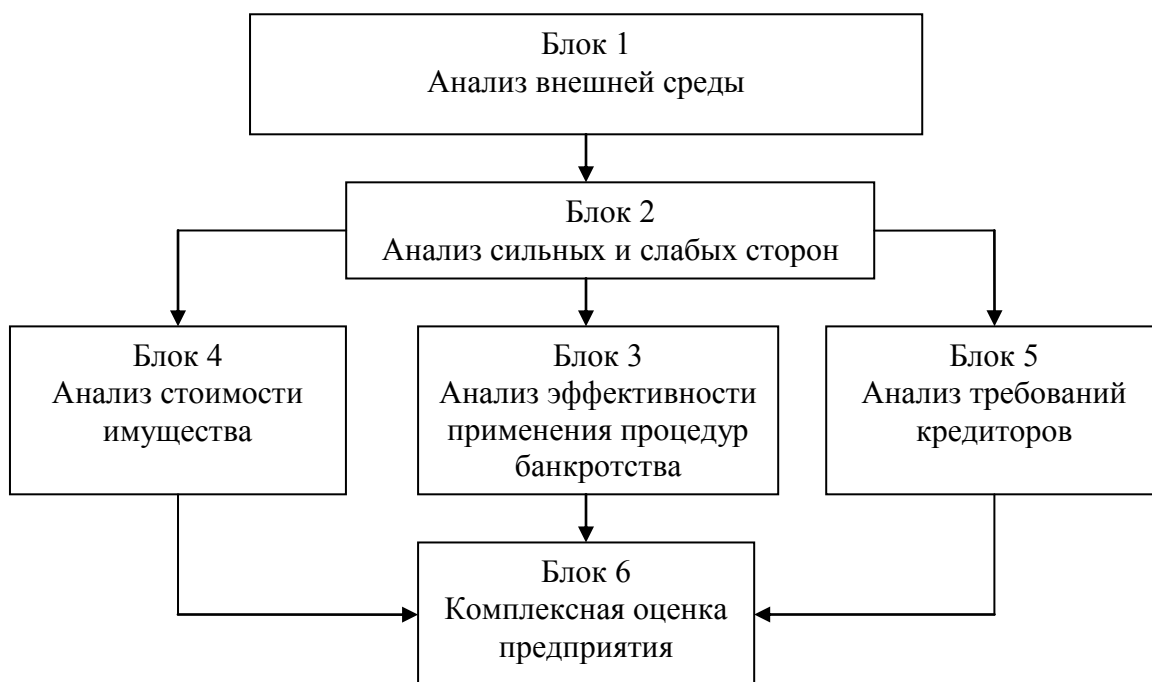 Блок 1
Анализ внешней среды
Блок 2
Анализ сильных и слабых сторон
Блок 4
Анализ стоимости
имущества
Блок 3
Анализ эффективности
применения процедур
банкротства
Блок 5
Анализ требований
кредиторов
Блок 6
Комплексная оценка
предприятия